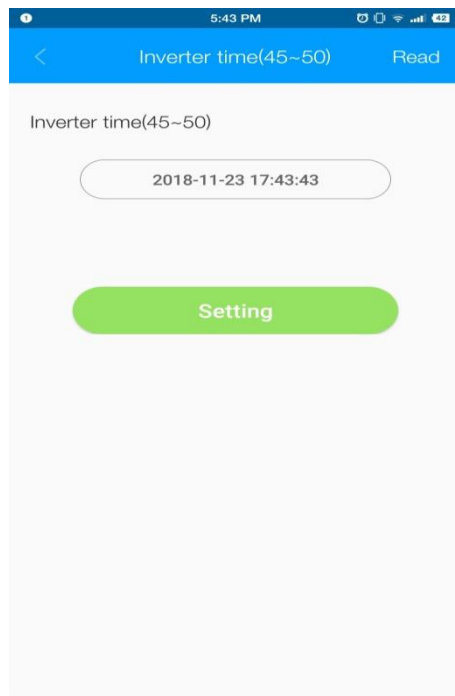 1 5:43 PM 42
Inverter time(45~50) Read
Inverter time(45~50)
2018-11-23 17:43:43
Setting